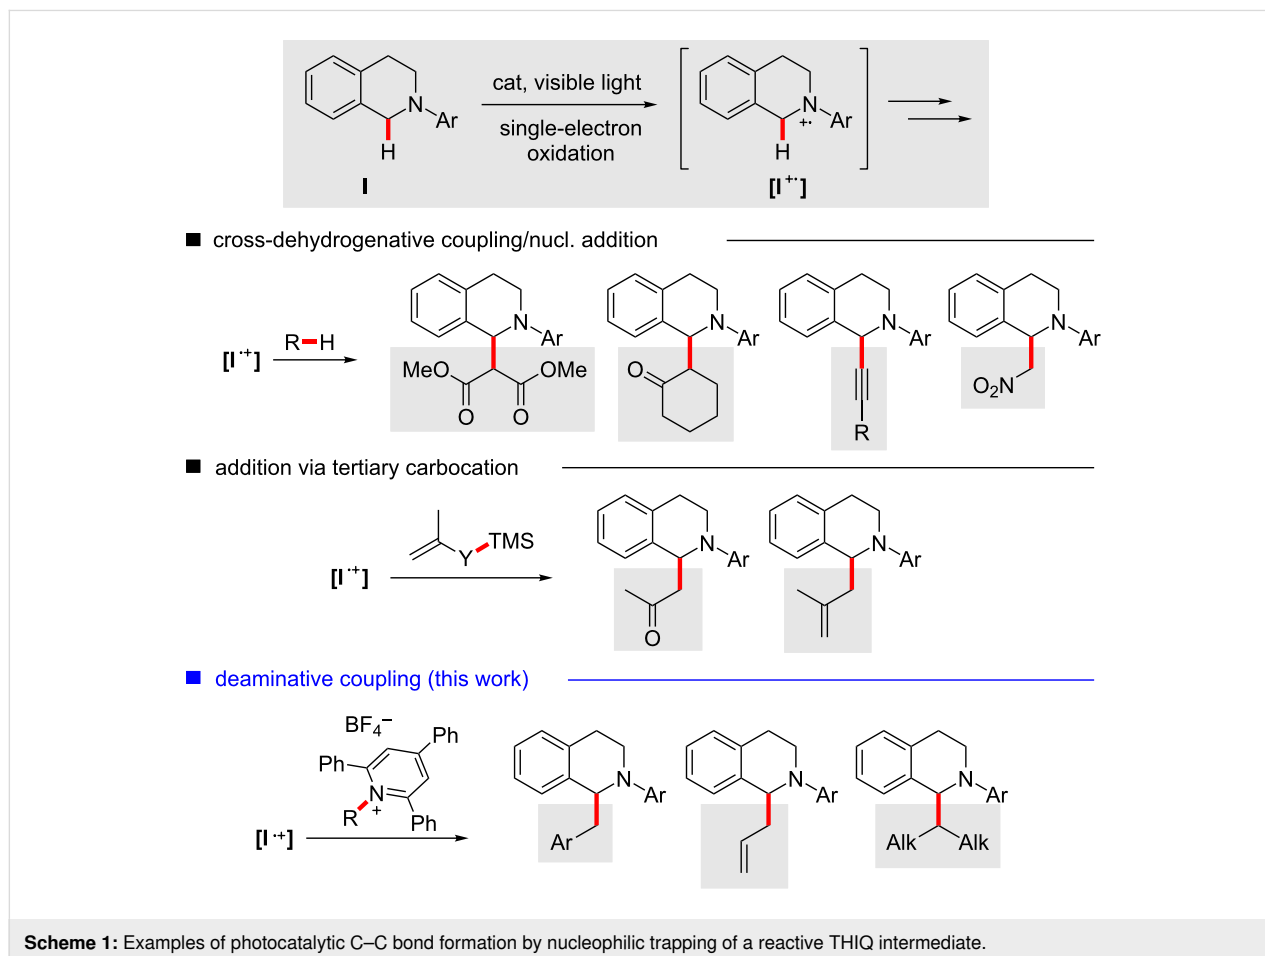 cat, visible light
single-electron
oxidation
N
Ar
H
I
N
+•
Ar
H
[I+•]
■ cross-dehydrogenative coupling/nucl. addition
[I•+]
R–H
N
Ar
MeO
OMe
O
O
N
Ar
O
N
Ar
R
N
Ar
O2N
■ addition via tertiary carbocation
[I•+]
Y
TMS
N
Ar
O
N
Ar
■ deaminative coupling (this work)
[I•+]
BF4−
Ph
Ph
N
+
R
Ph
N
Ar
Ar
N
Ar
N
Ar
Alk
Alk
Scheme 1: Examples of photocatalytic C–C bond formation by nucleophilic trapping of a reactive THIQ intermediate.